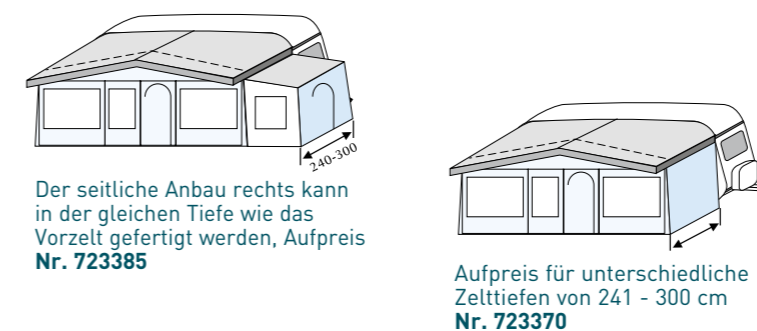 240-300
Der seitliche Anbau rechts kann
in der gleichen Tiefe wie das
Vorzelt gefertigt werden, Aufpreis
Nr. 723385
Aufpreis für unterschiedliche
Zelttiefen von 241 - 300 cm
Nr. 723370